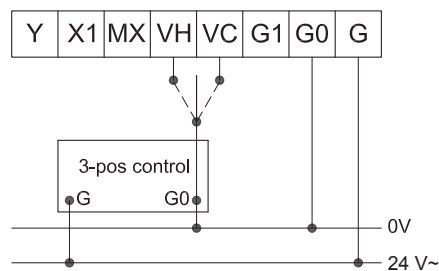 Y X1 MX VH VC G1 G0 G
3-pos control
G G0
0V
24 V~